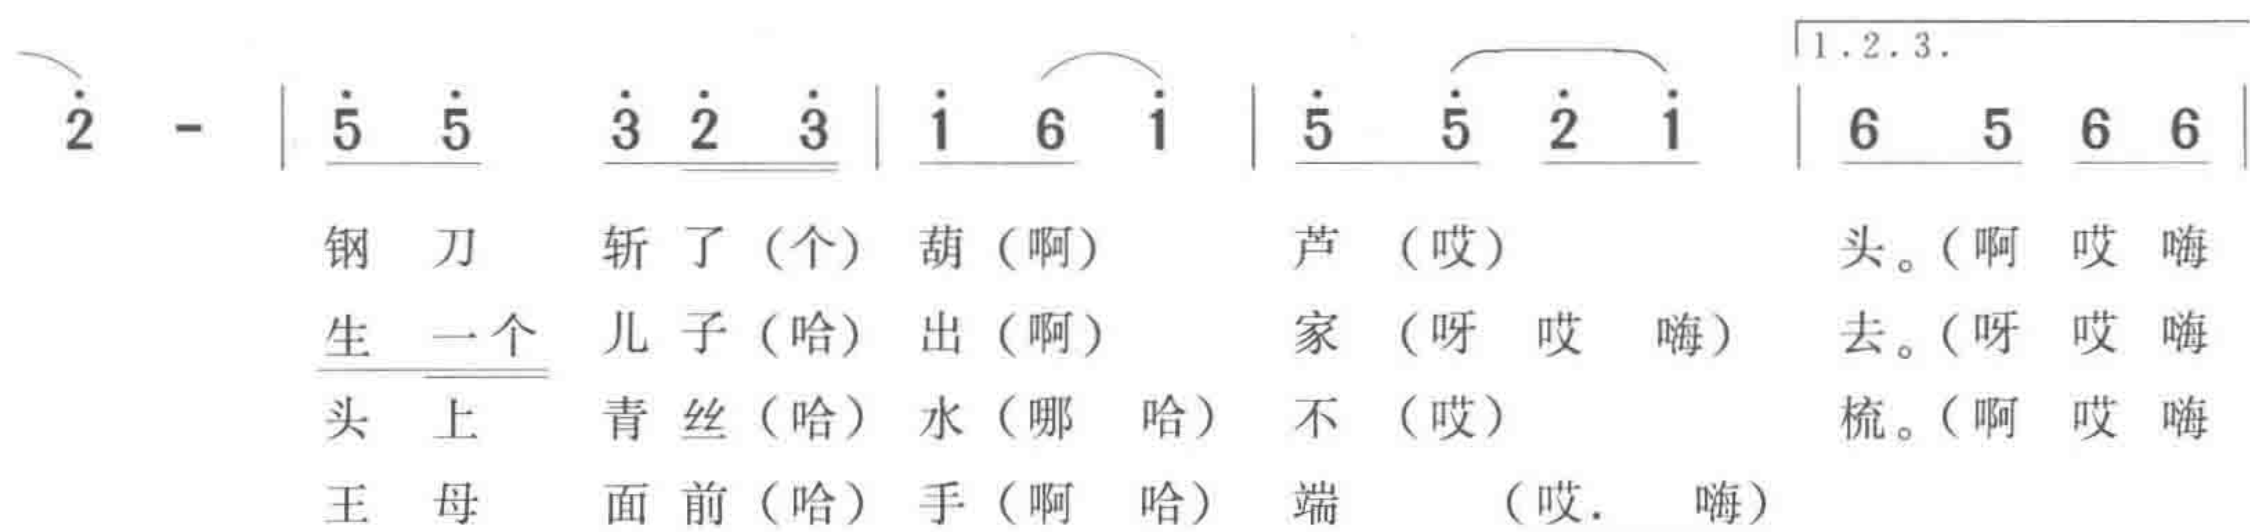 1.2.3.
2̇ - | 5̇ 5̇ 3̇ 2̇ 3̇ | 1̇ 6 1̇ | 5̇ 5̇ 2̇ 1̇ | 6 5 6 6 |
钢 刀 斩 了 (个) 葫 (啊) 芦 (哎) 头。(啊 哎 嗨
生 一个 儿 子 (哈) 出 (啊) 家 (呀 哎 嗨) 去。(呀 哎 嗨
头 上 青 丝 (哈) 水 (哪 哈) 不 (哎) 梳。(啊 哎 嗨
王 母 面 前 (哈) 手 (啊 哈) 端 (哎. 嗨)